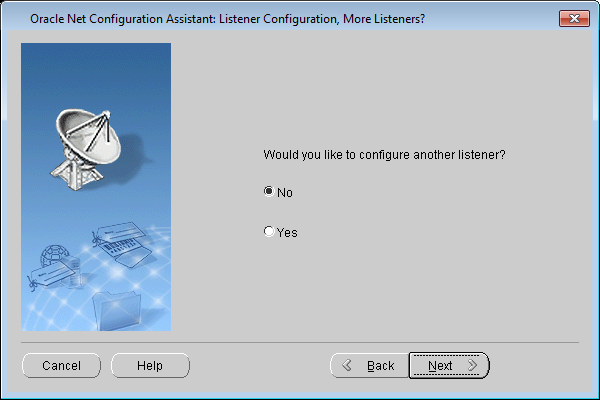 Oracle Net Configuration Assistant: Listener Configuration, More Listeners?
Would you like to configure another listener?
No
Yes
Cancel
Help
Back
Next